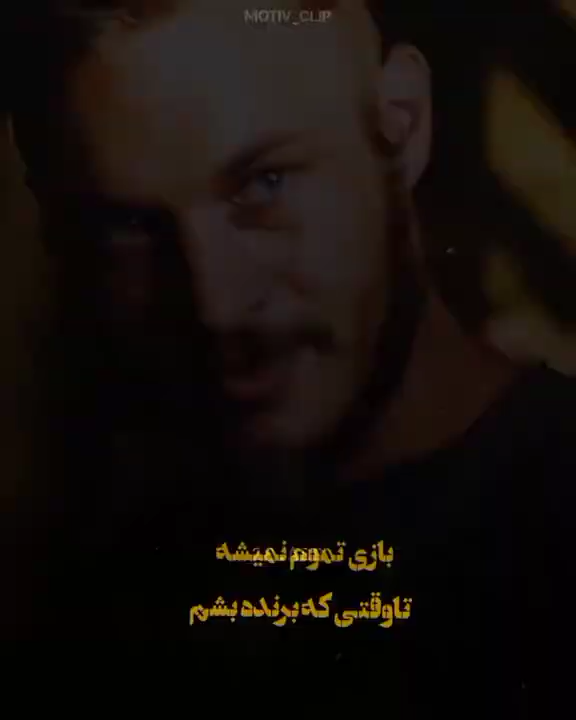 MOTIV_CLIP
بازی تموم نمیشه
تا وقتی که برنده بشم